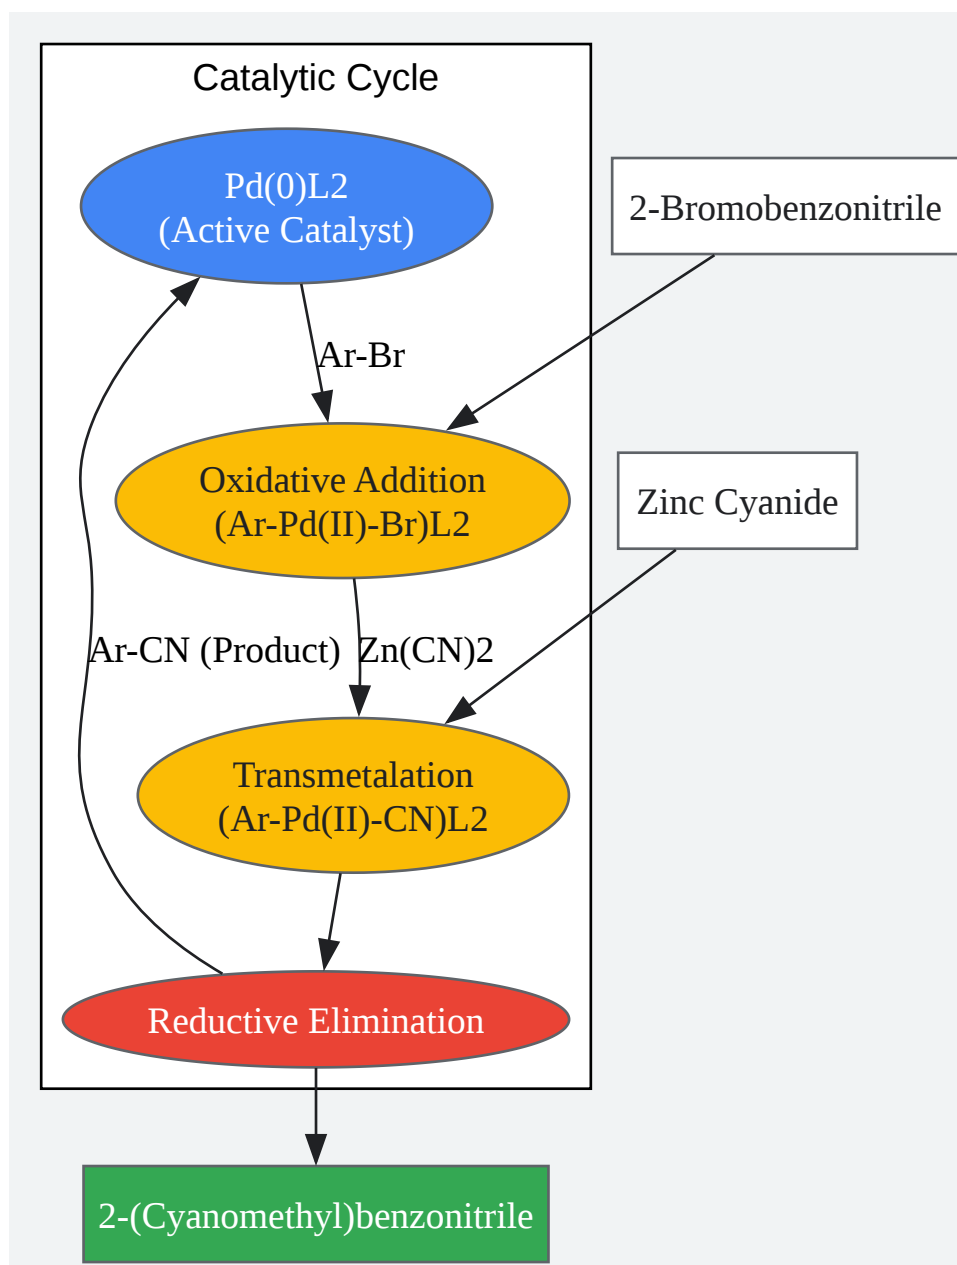 Catalytic Cycle
Pd(0)L2
(Active Catalyst)
2-Bromobenzonitrile
Ar-Br
Oxidative Addition
(Ar-Pd(II)-Br)L2
Zinc Cyanide
Ar-CN (Product)
Zn(CN)2
Transmetalation
(Ar-Pd(II)-CN)L2
Reductive Elimination
2-(Cyanomethyl)benzonitrile